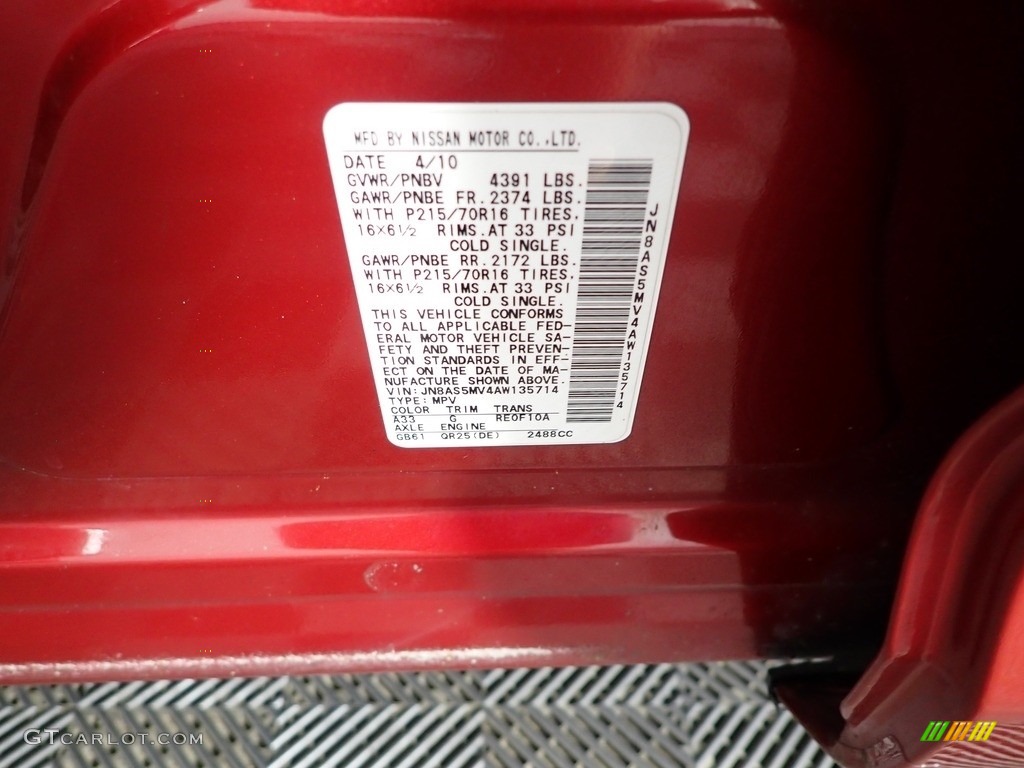 MFD BY NISSAN MOTOR CO.,LTD.
DATE 4/10
GVWR/PNBV 4391 LBS.
GAWR/PNBE FR. 2374 LBS.
WITH P215/70R16 TIRES.
16×6½ RIMS.AT 33 PSI
COLD SINGLE.
GAWR/PNBE RR. 2172 LBS.
WITH P215/70R16 TIRES.
16×6½ RIMS.AT 33 PSI
COLD SINGLE.
THIS VEHICLE CONFORMS
TO ALL APPLICABLE FED-
ERAL MOTOR VEHICLE SA-
FETY AND THEFT PREVEN-
TION STANDARDS IN EFF-
ECT ON THE DATE OF MA-
NUFACTURE SHOWN ABOVE.
VIN: JN8AS5MV4AW135714
TYPE: MPV
COLOR TRIM TRANS
A33 G RE0F10A
AXLE ENGINE
GB61 QR25(DE) 2488CC
JN8AS5MV4AW135714
GTCARLOT.COM